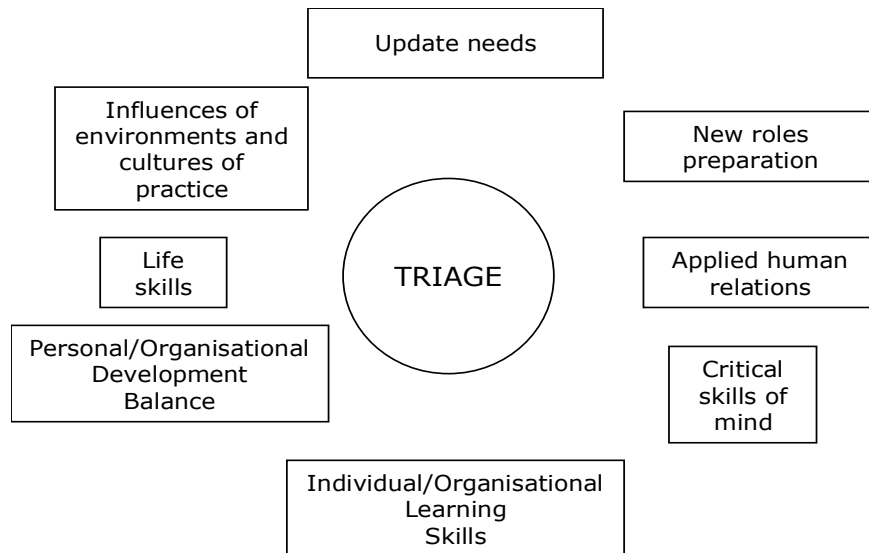 Update needs
Influences of
environments and
cultures of
practice
New roles
preparation
Life
skills
TRIAGE
Applied human
relations
Personal/Organisational
Development
Balance
Critical
skills of
mind
Individual/Organisational
Learning
Skills